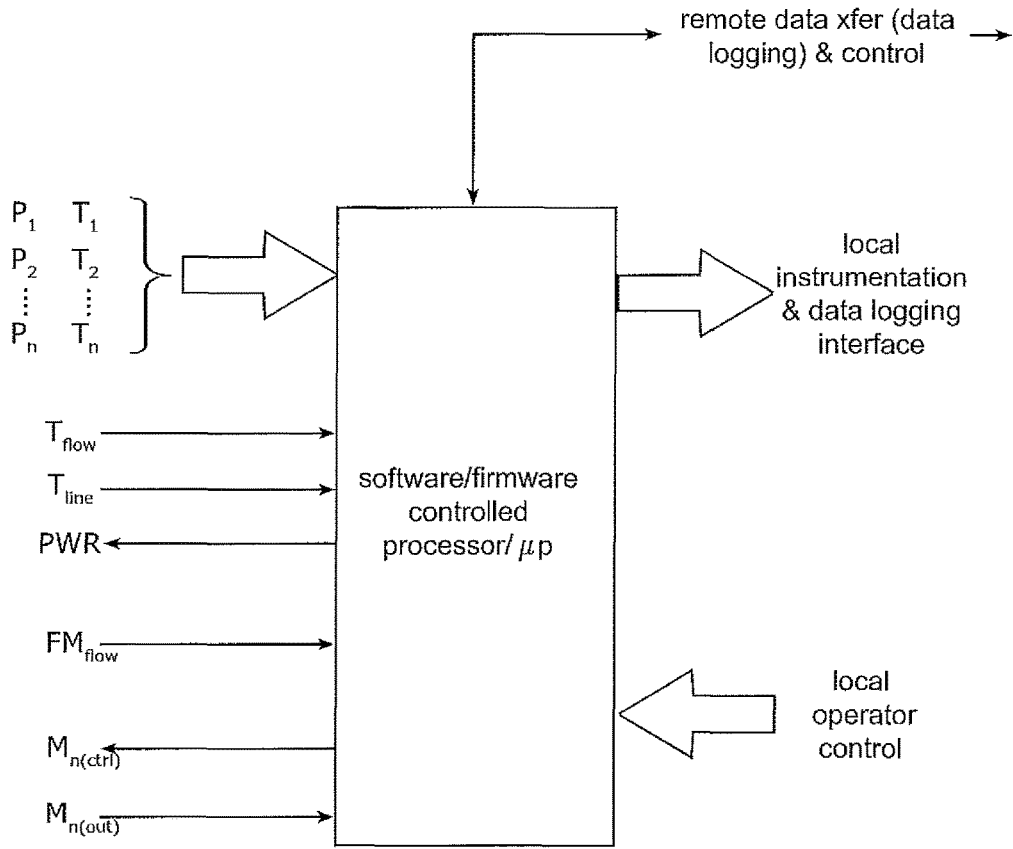 remote data xfer (data
logging) & control
P1 T1
P2 T2
Pn Tn
local
instrumentation
& data logging
interface
Tflow
Tline
PWR
software/firmware
controlled
processor/ μp
FMflow
Mn(ctrl)
Mn(out)
local
operator
control